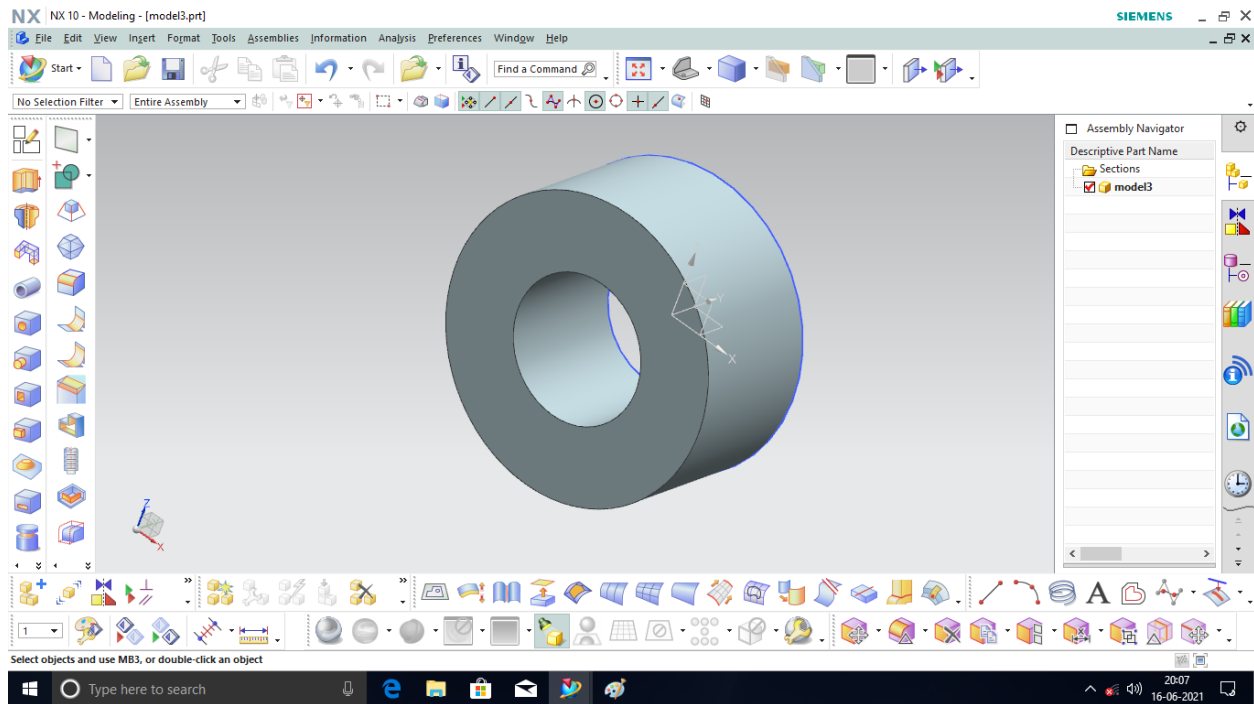 NX NX 10 - Modeling - [model3.prt] SIEMENS
File Edit View Insert Format Tools Assemblies Information Analysis Preferences Window Help
Start Find a Command
No Selection Filter Entire Assembly
Assembly Navigator
Descriptive Part Name
Sections
model3
Y
X
Z
X
A
1
Select objects and use MB3, or double-click an object
Type here to search
20:07
16-06-2021